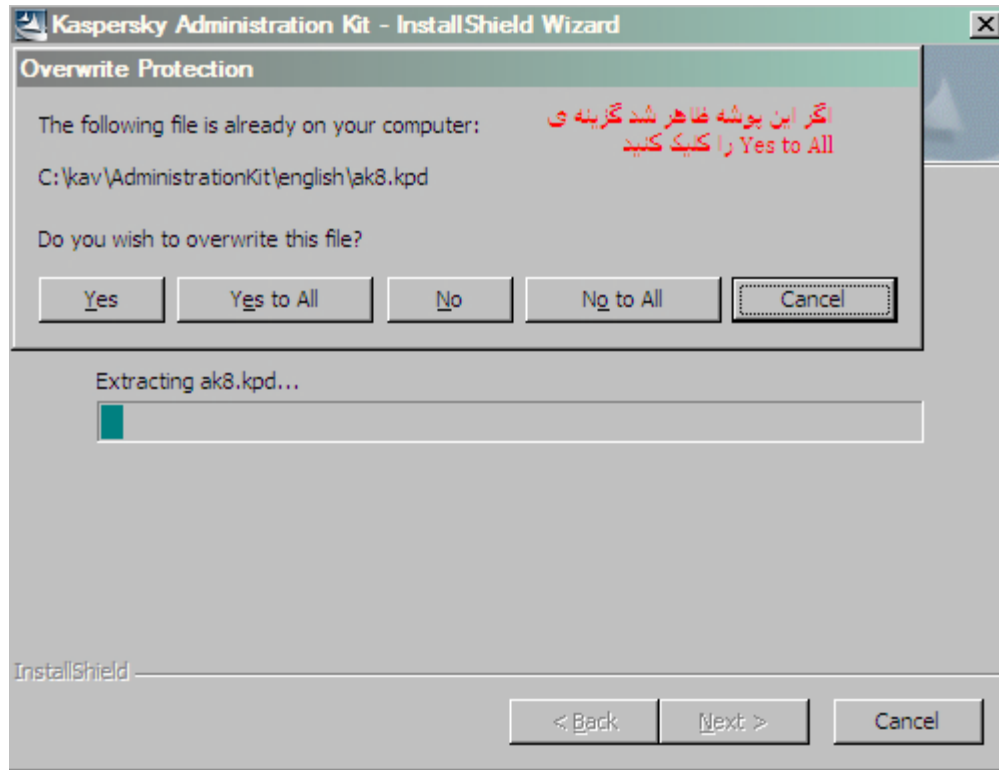 Kaspersky Administration Kit - InstallShield Wizard
Overwrite Protection
The following file is already on your computer:
اگر این پوشه ظاهر شد گزینه ی
Yes to All را کلیک کنید
C:\kav\AdministrationKit\english\ak8.kpd
Do you wish to overwrite this file?
Yes Yes to All No No to All Cancel
Extracting ak8.kpd...
InstallShield
< Back Next > Cancel